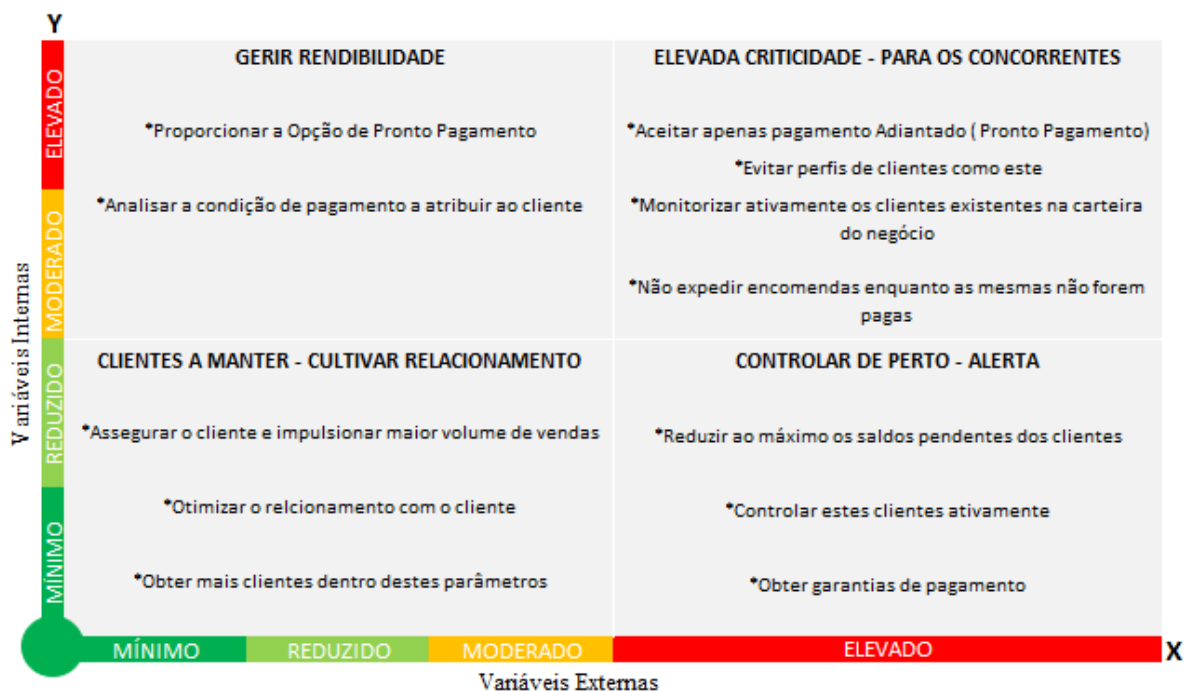 Y
GERIR RENDIBILIDADE
*Proporcionar a Opção de Pronto Pagamento
*Analisar a condição de pagamento a atribuir ao cliente
ELEVADA CRITICIDADE - PARA OS CONCORRENTES
*Aceitar apenas pagamento Adiantado ( Pronto Pagamento)
*Evitar perfis de clientes como este
*Monitorizar ativamente os clientes existentes na carteira
do negócio
*Não expedir encomendas enquanto as mesmas não forem
pagas
CLIENTES A MANTER - CULTIVAR RELACIONAMENTO
*Assegurar o cliente e impulsionar maior volume de vendas
*Otimizar o relcionamento com o cliente
*Obter mais clientes dentro destes parâmetros
CONTROLAR DE PERTO - ALERTA
*Reduzir ao máximo os saldos pendentes dos clientes
*Controlar estes clientes ativamente
*Obter garantias de pagamento
Variáveis Internas
ELEVADO
MODERADO
REDUZIDO
MÍNIMO
MÍNIMO
REDUZIDO
MODERADO
ELEVADO
X
Variáveis Externas